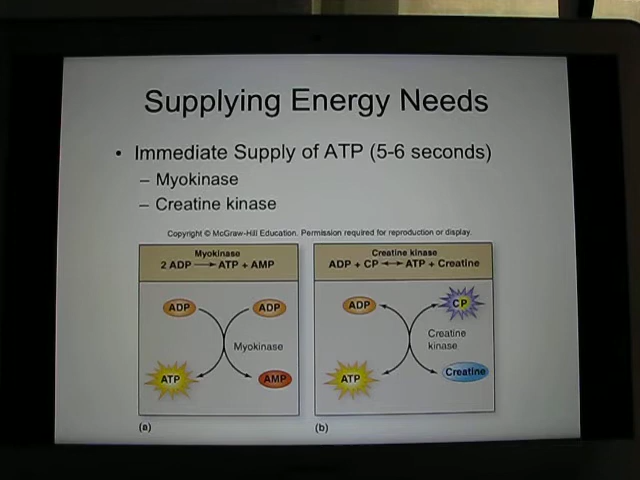 Supplying Energy Needs
• Immediate Supply of ATP (5-6 seconds)
– Myokinase
– Creatine kinase
Copyright © McGraw-Hill Education. Permission required for reproduction or display.
Myokinase
2 ADP → ATP + AMP
ADP
ADP
Myokinase
ATP
AMP
(a)
Creatine kinase
ADP + CP ↔ ATP + Creatine
ADP
CP
Creatine
kinase
ATP
Creatine
(b)